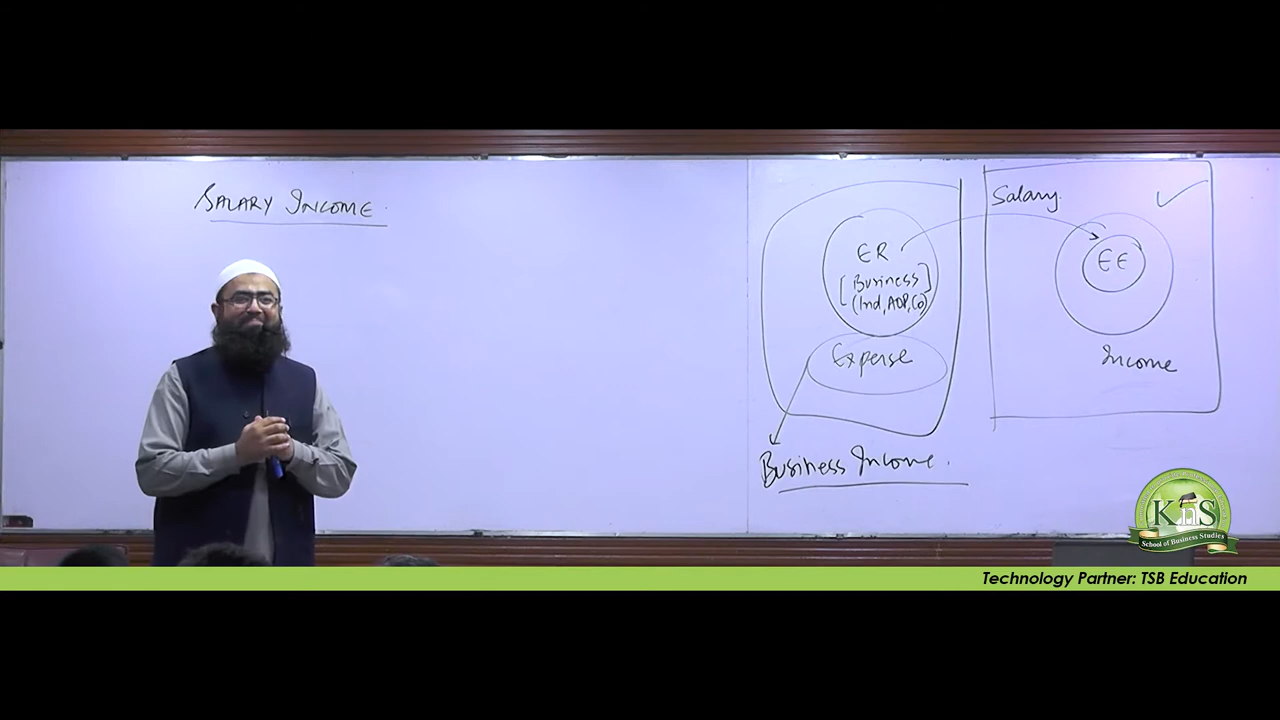 SALARY INCOME
ER
[Business]
(Ind, AOP, Co)
Expense
Business Income.
Salary.
EE
Income
KnS
School of Business Studies
Technology Partner: TSB Education